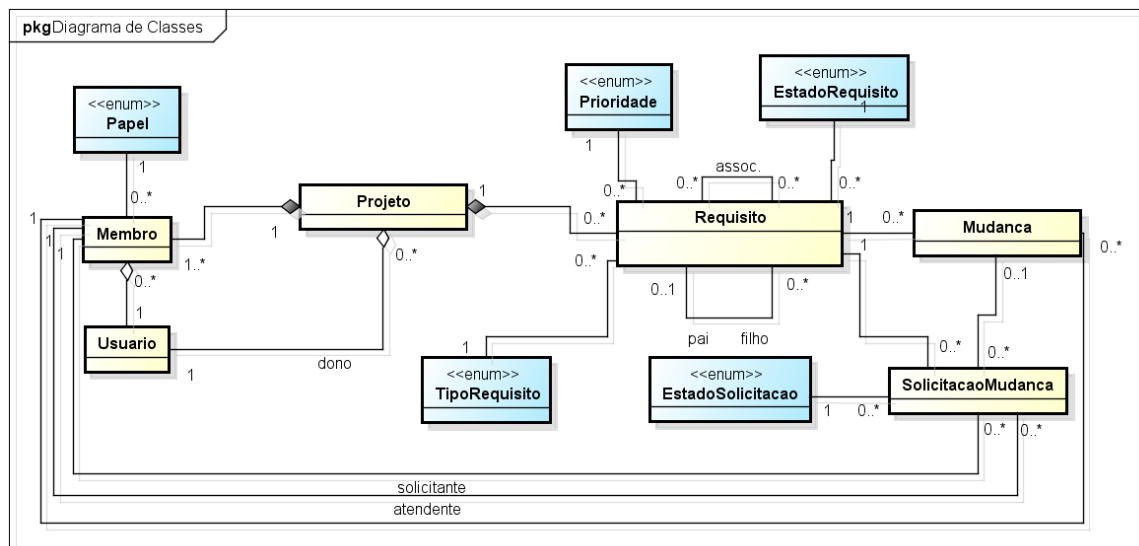 pkg Diagrama de Classes
<<enum>>
Papel
<<enum>>
Prioridade
<<enum>>
EstadoRequisito
1
1
1
assoc.
0..*
0..*
0..*
0..*
0..*
Projeto
1
1
0..*
Requisito
1
0..*
Mudanca
1
1
1
1
Membro
1..*
0..*
0..*
1
0..*
0..1
0..*
0..1
0..*
1
Usuario
1
dono
pai
filho
1
<<enum>>
TipoRequisito
<<enum>>
EstadoSolicitacao
1
0..*
0..*
0..*
SolicitacaoMudanca
0..*
0..*
solicitante
atendente